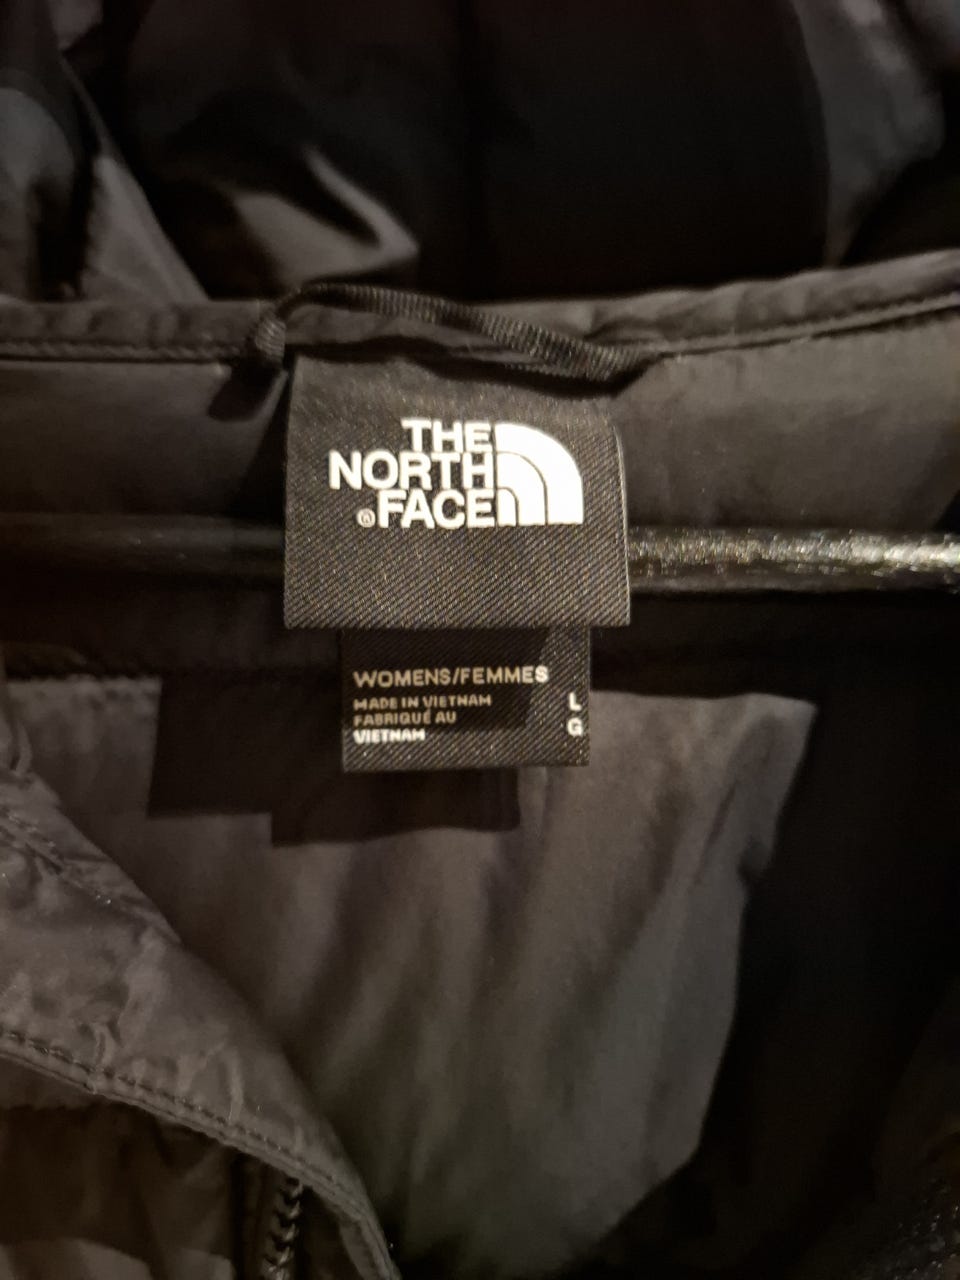 THE
NORTH
® FACE
WOMENS/FEMMES
MADE IN VIETNAM L
FABRIQUÉ AU G
VIETNAM